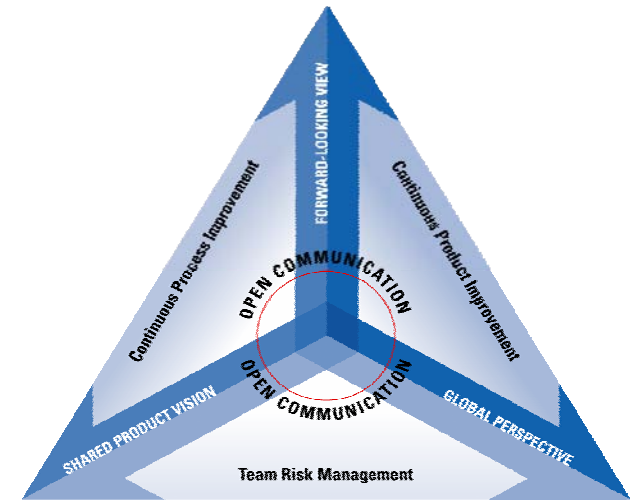 FORWARD-LOOKING VIEW
Continuous Process Improvement
Continuous Product Improvement
OPEN COMMUNICATION
OPEN COMMUNICATION
SHARED PRODUCT VISION
GLOBAL PERSPECTIVE
Team Risk Management